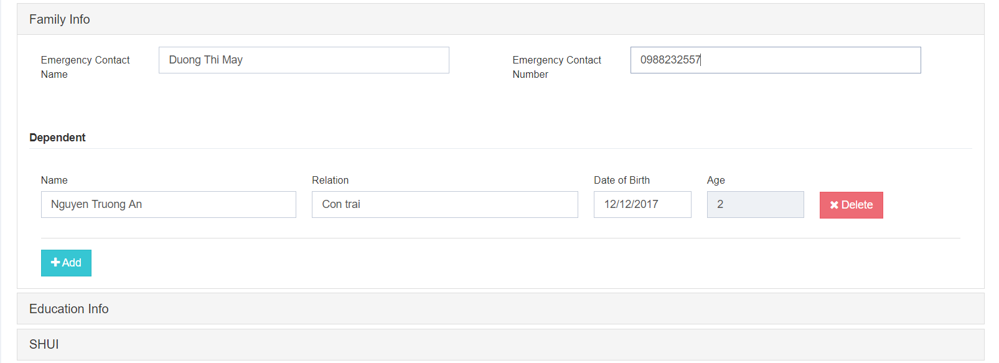 Family Info
Emergency Contact Name
Duong Thi May
Emergency Contact Number
0988232557
Dependent
Name Relation Date of Birth Age
Nguyen Truong An Con trai 12/12/2017 2 Delete
Add
Education Info
SHUI